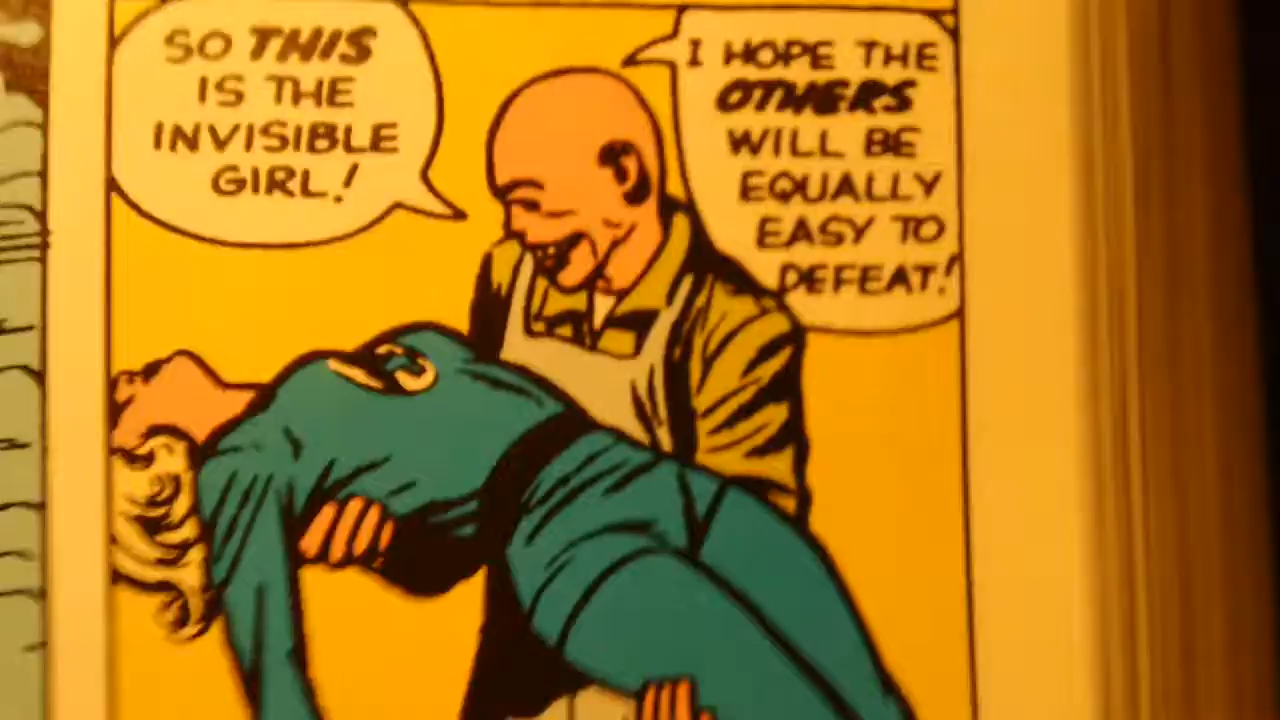 SO THIS
IS THE
INVISIBLE
GIRL!
I HOPE THE
OTHERS
WILL BE
EQUALLY
EASY TO
DEFEAT!